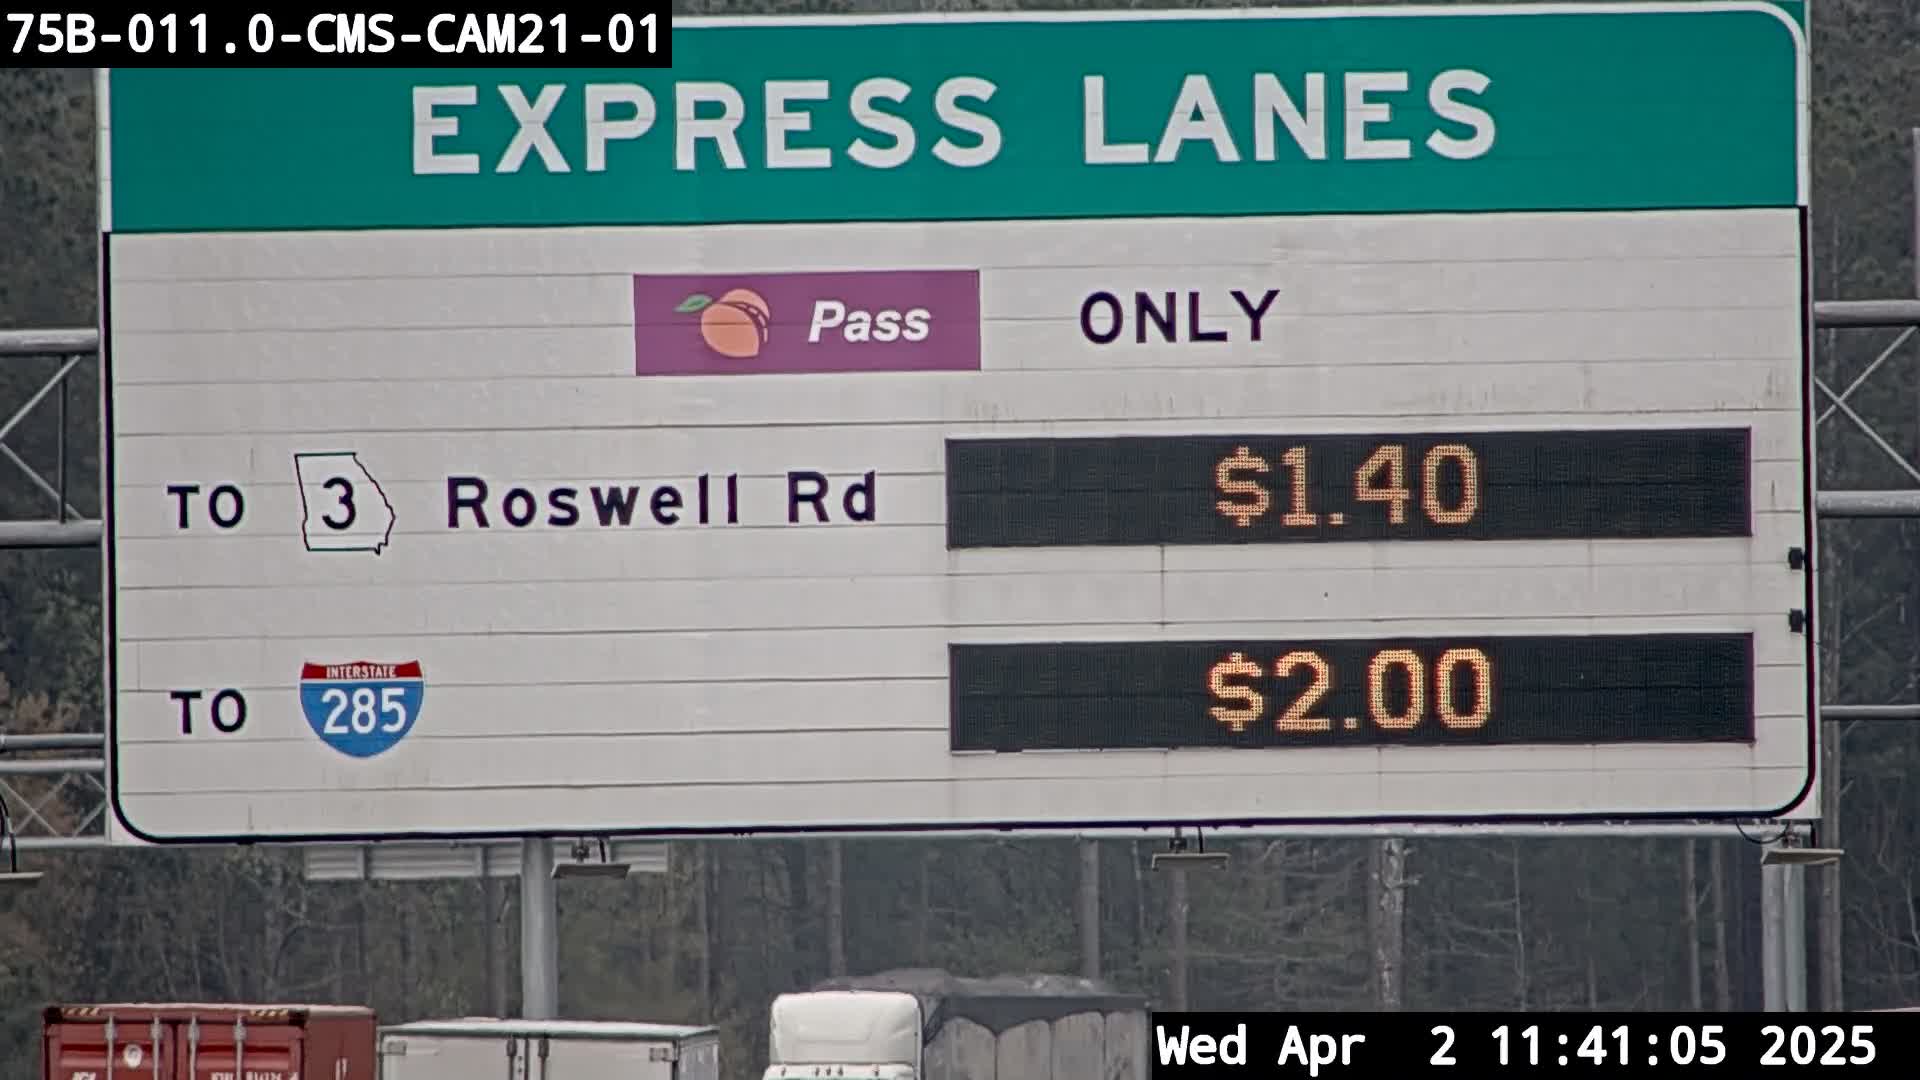 75B-011.0-CMS-CAM21-01
EXPRESS LANES
Pass ONLY
TO 3 Roswell Rd $1.40
TO INTERSTATE 285 $2.00
Wed Apr 2 11:41:05 2025